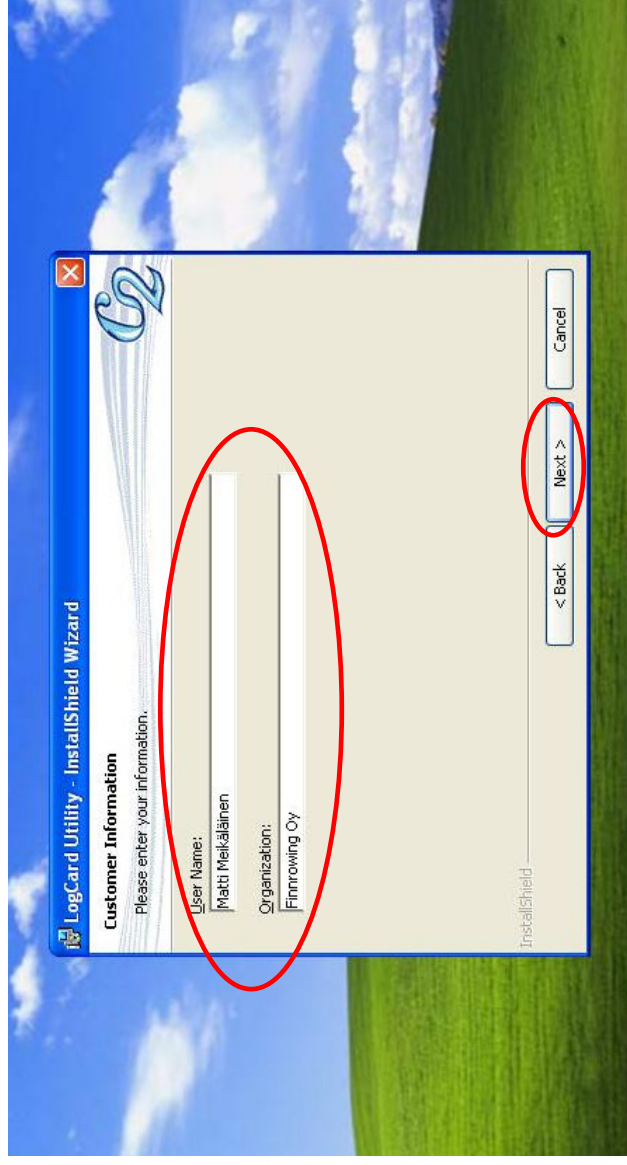 LogCard Utility - InstallShield Wizard
Customer Information
Please enter your information.
User Name:
Matti Meikäläinen
Organization:
Finnrowing Oy
InstallShield
< Back
Next >
Cancel